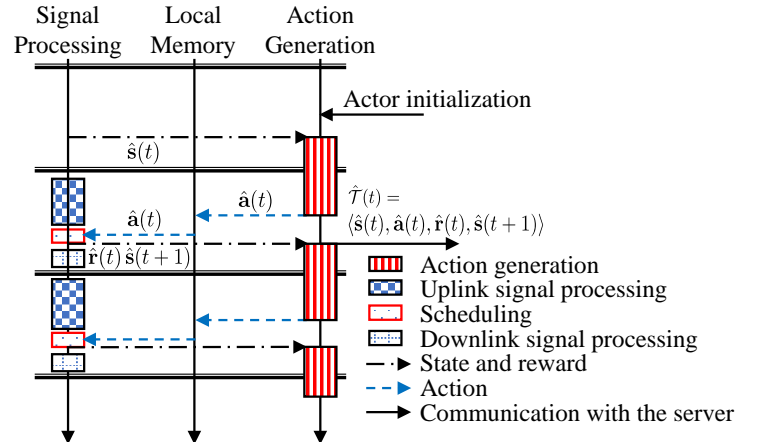 Signal Processing
Local Memory
Action Generation
Actor initialization
ŝ(t)
â(t)
â(t)
𝒯̂(t) =
⟨ŝ(t), â(t), r̂(t), ŝ(t+1)⟩
r̂(t) ŝ(t+1)
Action generation
Uplink signal processing
Scheduling
Downlink signal processing
State and reward
Action
Communication with the server